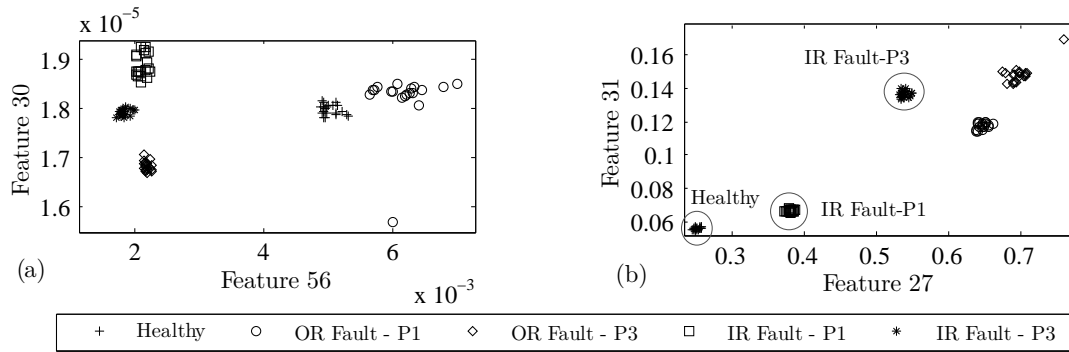 x 10⁻⁵
1.9
1.8
1.7
1.6
Feature 30
2
4
6
(a)
Feature 56
x 10⁻³
0.16
0.14
0.12
0.1
0.08
0.06
Feature 31
IR Fault-P3
Healthy
IR Fault-P1
0.3
0.4
0.5
0.6
0.7
(b)
Feature 27
Healthy OR Fault - P1 OR Fault - P3 IR Fault - P1 IR Fault - P3